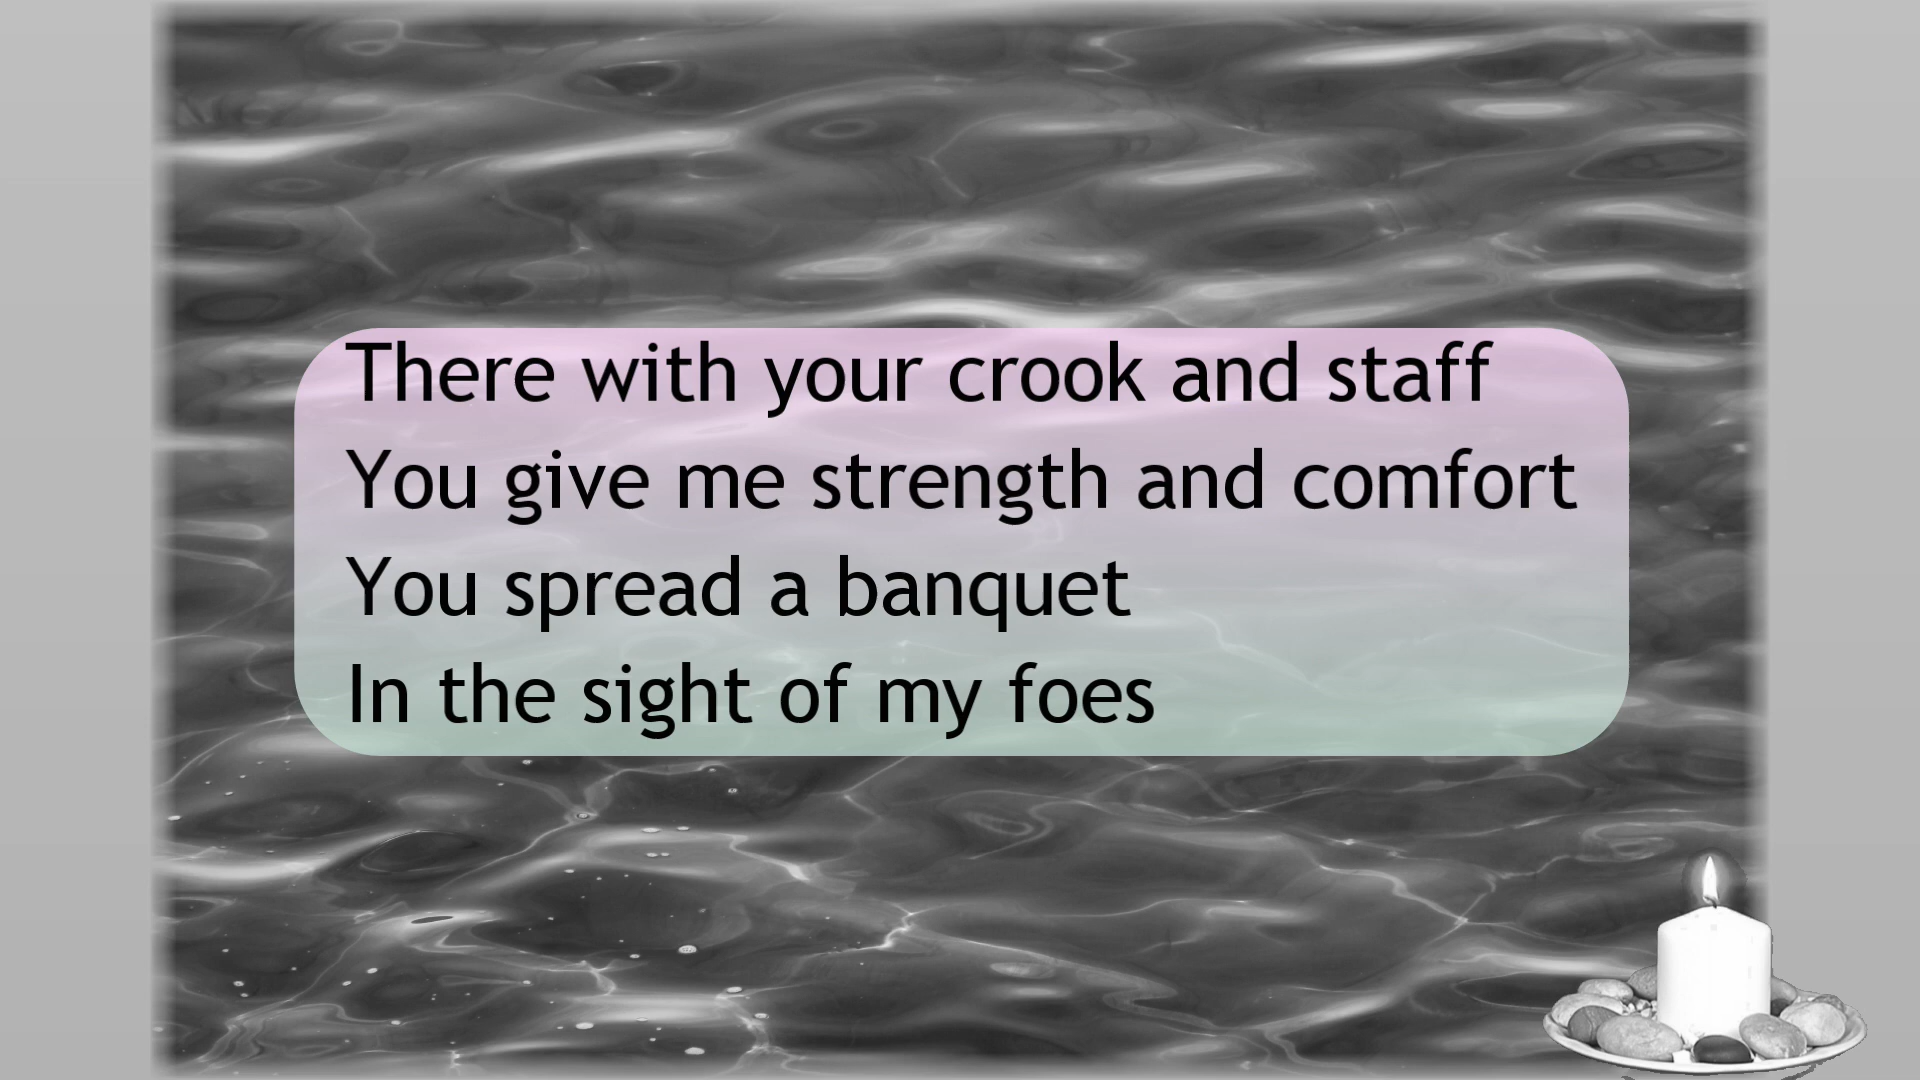 There with your crook and staff
You give me strength and comfort
You spread a banquet
In the sight of my foes